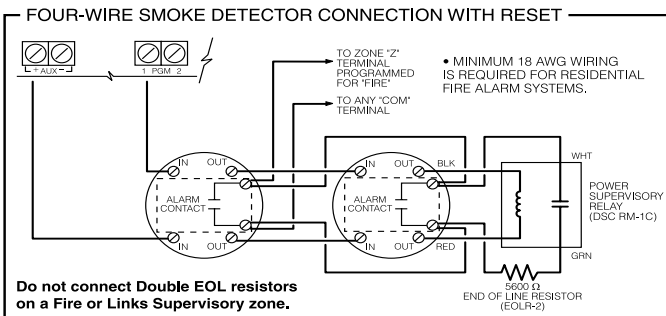 FOUR-WIRE SMOKE DETECTOR CONNECTION WITH RESET
+ AUX -
1 PGM 2
TO ZONE "Z"
TERMINAL
PROGRAMMED
FOR "FIRE"
TO ANY "COM"
TERMINAL
• MINIMUM 18 AWG WIRING
IS REQUIRED FOR RESIDENTIAL
FIRE ALARM SYSTEMS.
IN OUT
ALARM
CONTACT
IN OUT
IN OUT BLK
ALARM
CONTACT
IN OUT RED
WHT
POWER
SUPERVISORY
RELAY
(DSC RM-1C)
GRN
5600 Ω
END OF LINE RESISTOR
(EOLR-2)
Do not connect Double EOL resistors
on a Fire or Links Supervisory zone.